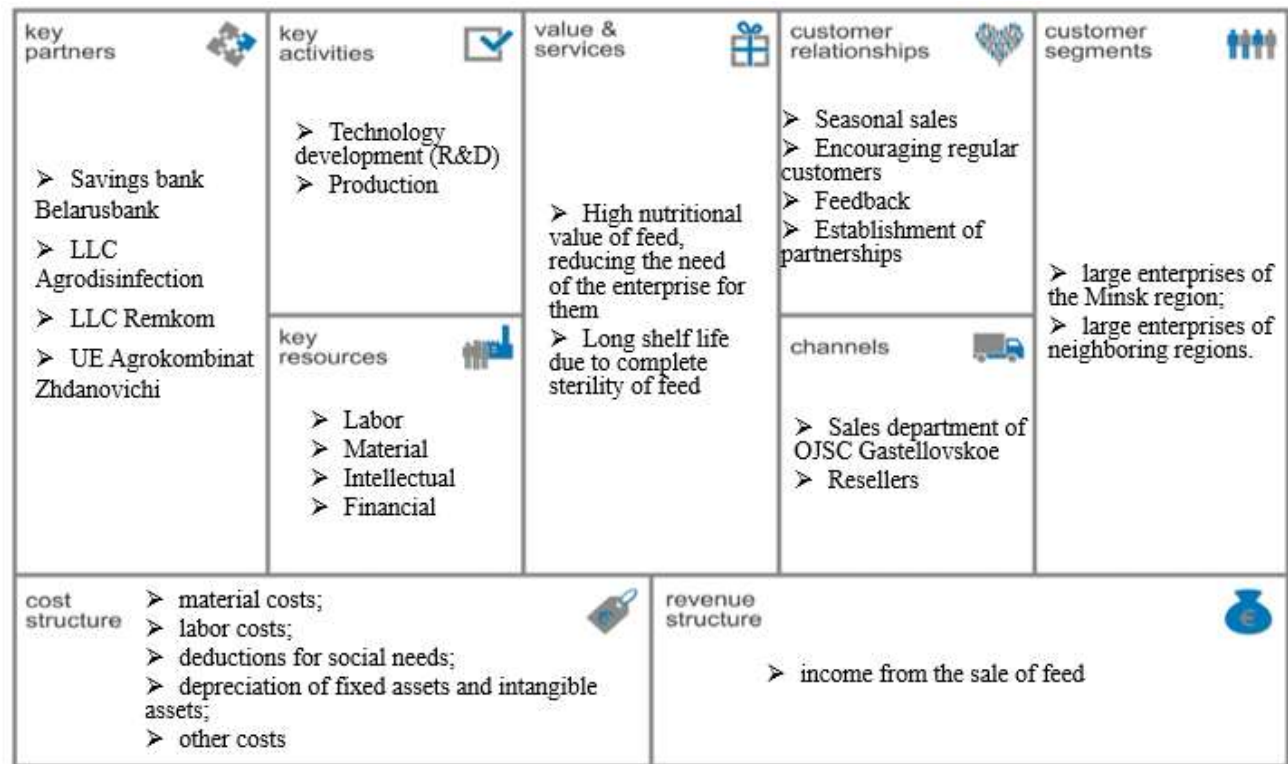 key
partners
➢ Savings bank
Belarusbank
➢ LLC
Agrodisinfection
➢ LLC Remkom
➢ UE Agrokombinat
Zhdanovichi
key
activities
➢ Technology
development (R&D)
➢ Production
key
resources
➢ Labor
➢ Material
➢ Intellectual
➢ Financial
value &
services
➢ High nutritional
value of feed,
reducing the need
of the enterprise for
them
➢ Long shelf life
due to complete
sterility of feed
customer
relationships
➢ Seasonal sales
➢ Encouraging regular
customers
➢ Feedback
➢ Establishment of
partnerships
channels
➢ Sales department of
OJSC Gastellovskoe
➢ Resellers
customer
segments
➢ large enterprises of
the Minsk region;
➢ large enterprises of
neighboring regions.
cost
structure
➢ material costs;
➢ labor costs;
➢ deductions for social needs;
➢ depreciation of fixed assets and intangible
assets;
➢ other costs
revenue
structure
€
➢ income from the sale of feed